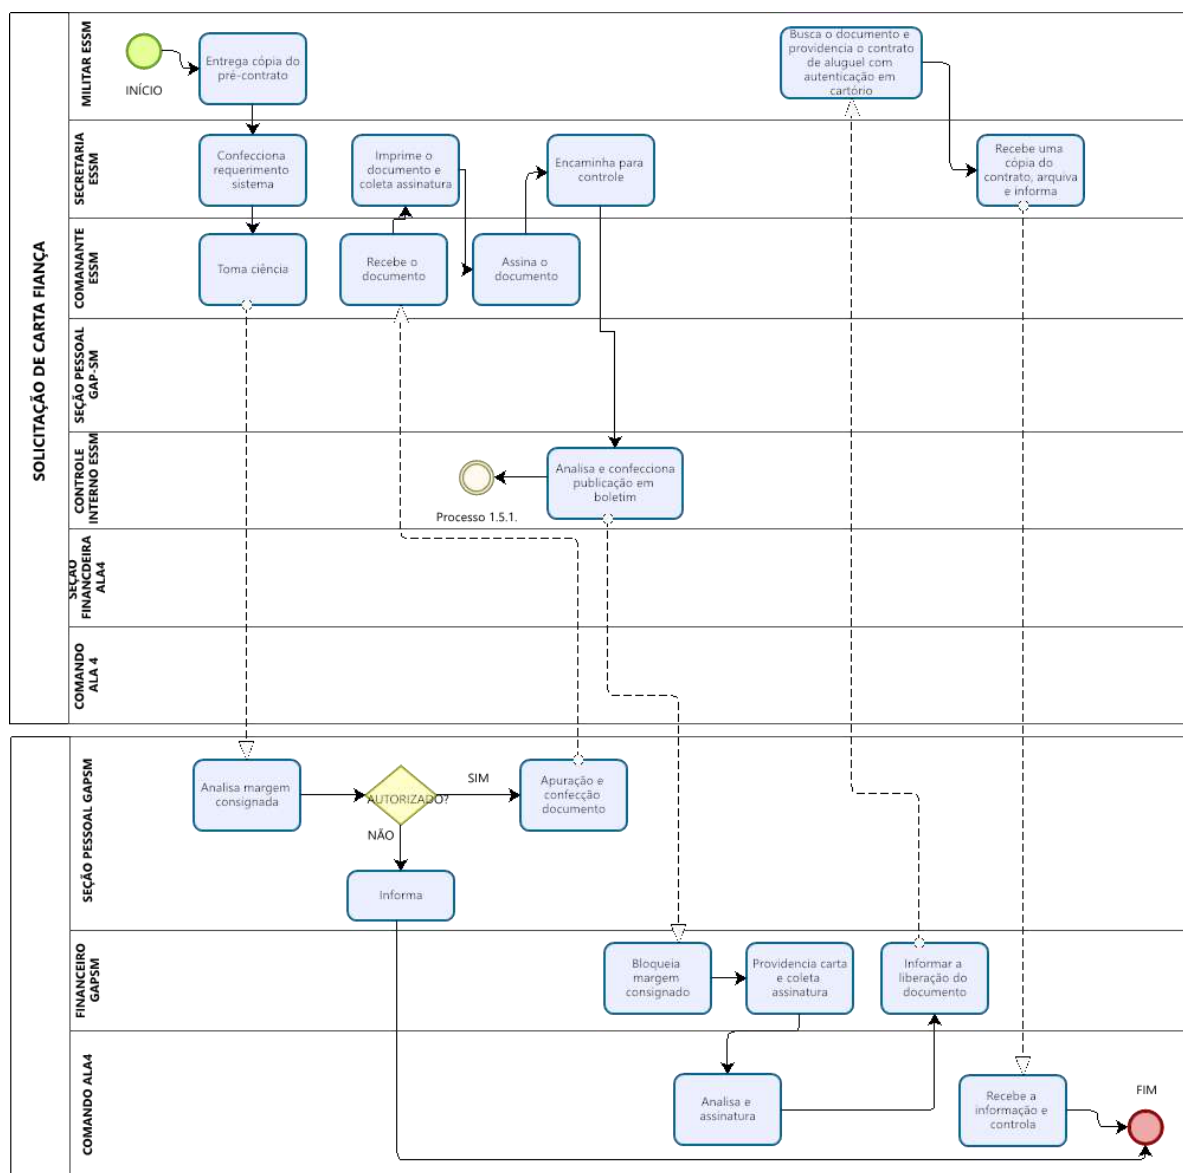 SOLICITAÇÃO DE CARTA FIANÇA
MILITAR ESSM
INÍCIO
Entrega cópia do
pré-contrato
Busca o documento e
providencia o contrato
de aluguel com
autenticação em
cartório
SECRETARIA
ESSM
Confecciona
requerimento
sistema
Imprime o
documento e
coleta assinatura
Encaminha para
controle
Recebe uma
cópia do
contrato, arquiva
e informa
COMANANTE
ESSM
Toma ciência
Recebe o
documento
Assina o
documento
SEÇÃO PESSOAL
GAP-SM
CONTROLE
INTERNO ESSM
Processo 1.5.1.
Analisa e confecciona
publicação em
boletim
SEÇÃO
FINANCDEIRA
ALA4
COMANDO
ALA 4
SEÇÃO PESSOAL GAPSM
Analisa margem
consignada
AUTORIZADO?
SIM
NÃO
Apuração e
confecção
documento
Informa
FINANCEIRO
GAPSM
Bloqueia
margem
consignado
Providencia carta
e coleta
assinatura
Informar a
liberação do
documento
COMANDO ALA4
Analisa e
assinatura
Recebe a
informação e
controla
FIM